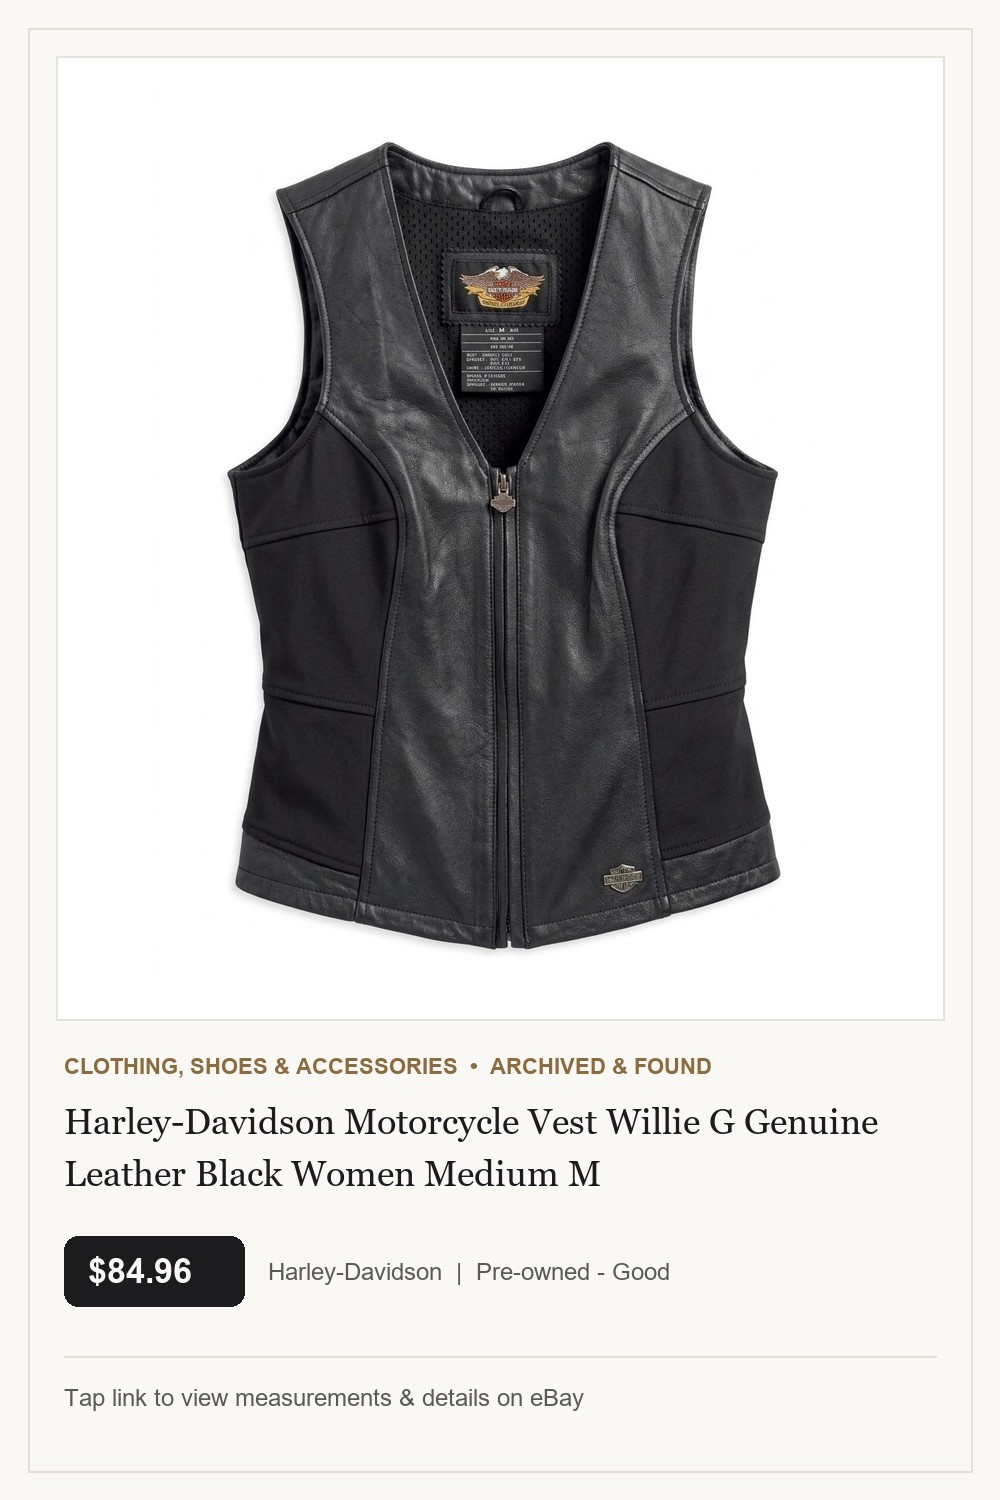 M
CLOTHING, SHOES & ACCESSORIES • ARCHIVED & FOUND
Harley-Davidson Motorcycle Vest Willie G Genuine
Leather Black Women Medium M
$84.96
Harley-Davidson | Pre-owned - Good
Tap link to view measurements & details on eBay